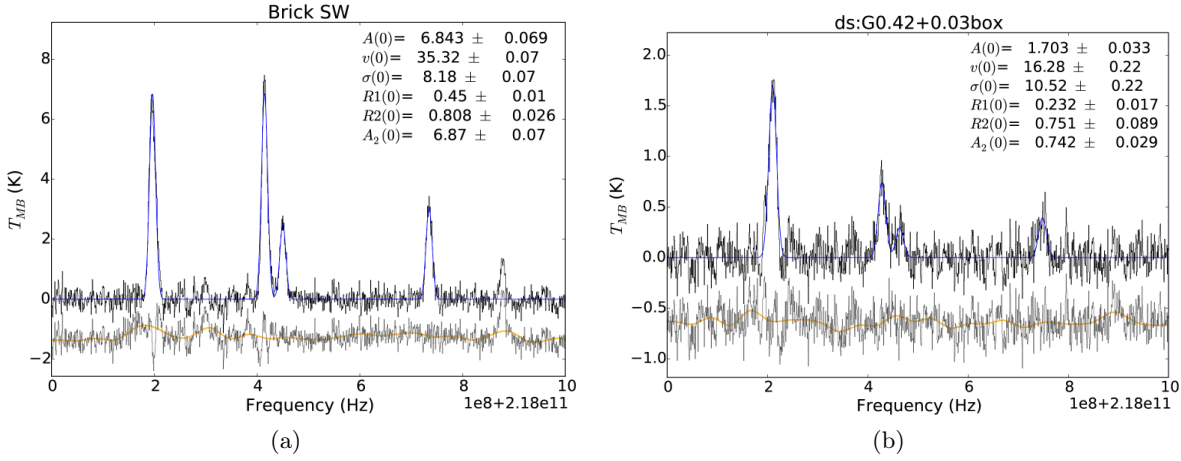 Brick SW
A(0)= 6.843 ± 0.069
v(0)= 35.32 ± 0.07
σ(0)= 8.18 ± 0.07
R1(0)= 0.45 ± 0.01
R2(0)= 0.808 ± 0.026
A₂(0)= 6.87 ± 0.07
8
6
4
2
0
−2
T_MB (K)
0 2 4 6 8 10
Frequency (Hz)
1e8+2.18e11
(a)
ds:G0.42+0.03box
A(0)= 1.703 ± 0.033
v(0)= 16.28 ± 0.22
σ(0)= 10.52 ± 0.22
R1(0)= 0.232 ± 0.017
R2(0)= 0.751 ± 0.089
A₂(0)= 0.742 ± 0.029
2.0
1.5
1.0
0.5
0.0
−0.5
−1.0
T_MB (K)
0 2 4 6 8 10
Frequency (Hz)
1e8+2.18e11
(b)